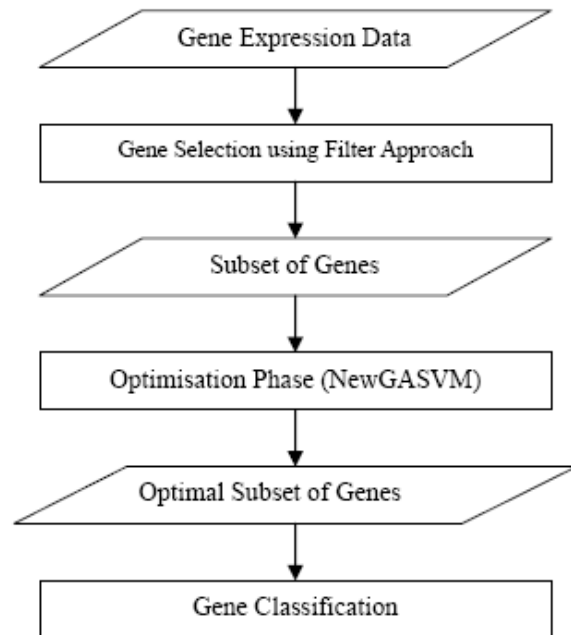 Gene Expression Data
Gene Selection using Filter Approach
Subset of Genes
Optimisation Phase (NewGASVM)
Optimal Subset of Genes
Gene Classification